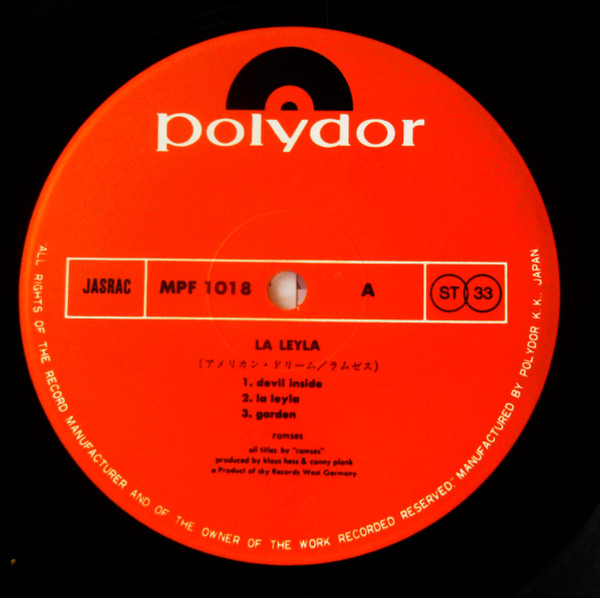 polydor
JASRAC
MPF 1018
A
ST 33
LA LEYLA
(アメリカン・ドリーム/ラムゼス)
1. devil inside
2. la leyla
3. garden
ramses
all titles by "ramses"
produced by klaus hess & conny plank
a Product of sky Records West Germany
"ALL RIGHTS OF THE RECORD MANUFACTURER AND OF THE OWNER OF THE WORK RECORDED RESERVED." MANUFACTURED BY POLYDOR K.K. JAPAN